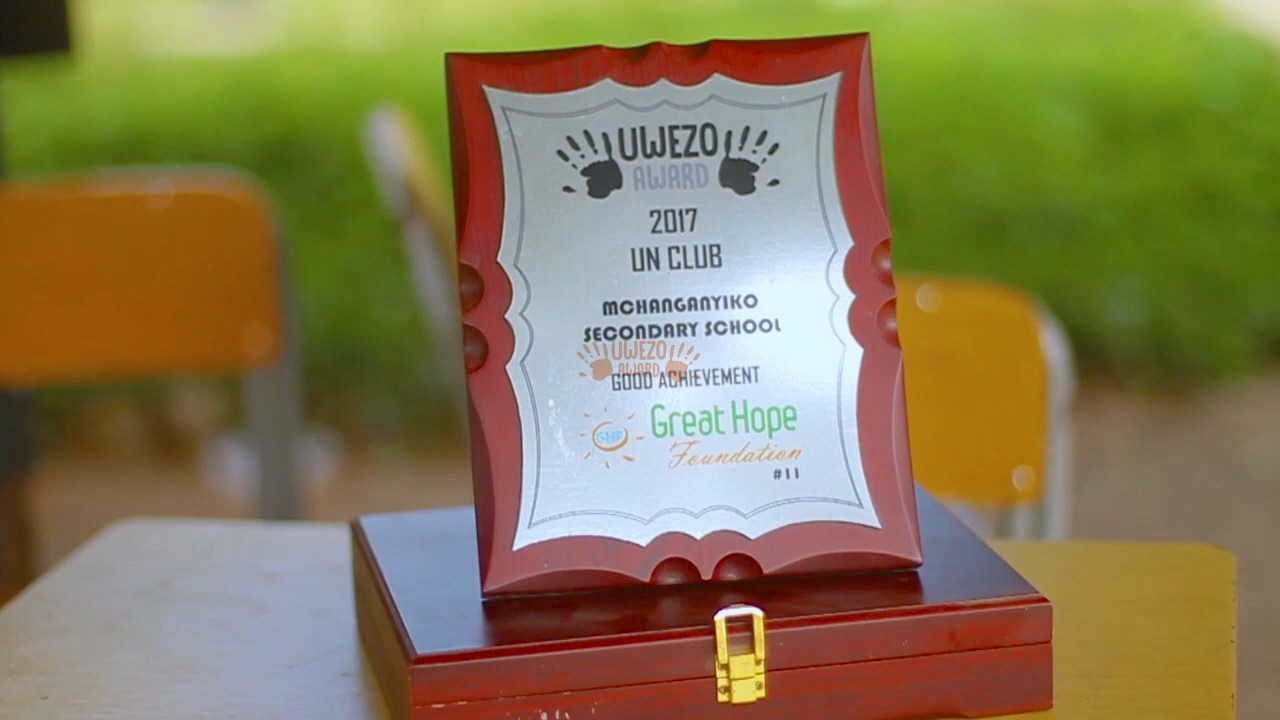 UWEZO
AWARD
2017
UN CLUB
MCHANGANYIKO
SECONDARY SCHOOL
UWEZO
AWARD
GOOD ACHIEVEMENT
GHF
Great Hope
Foundation
#11